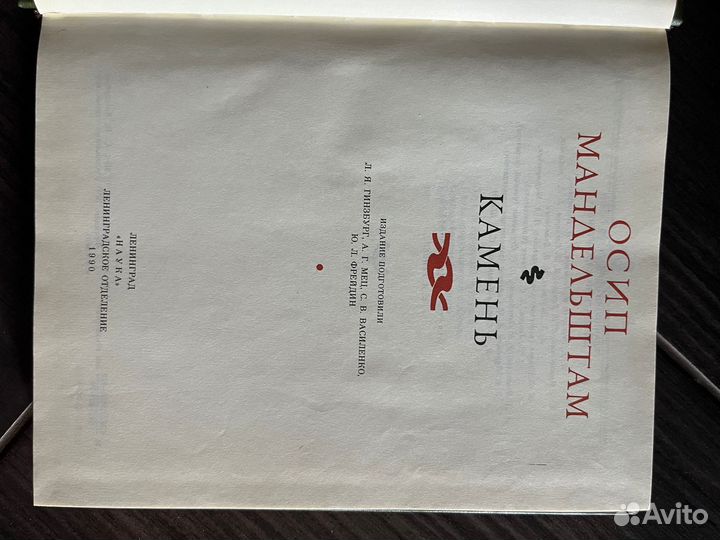 ОСИП
МАНДЕЛЬШТАМ
КАМЕНЬ
ИЗДАНИЕ ПОДГОТОВИЛИ
Л. Я. ГИНЗБУРГ, А. Г. МЕЦ, С. В. ВАСИЛЕНКО,
Ю. Л. ФРЕЙДИН
ЛЕНИНГРАД
«НАУКА»
ЛЕНИНГРАДСКОЕ ОТДЕЛЕНИЕ
1990
Avito